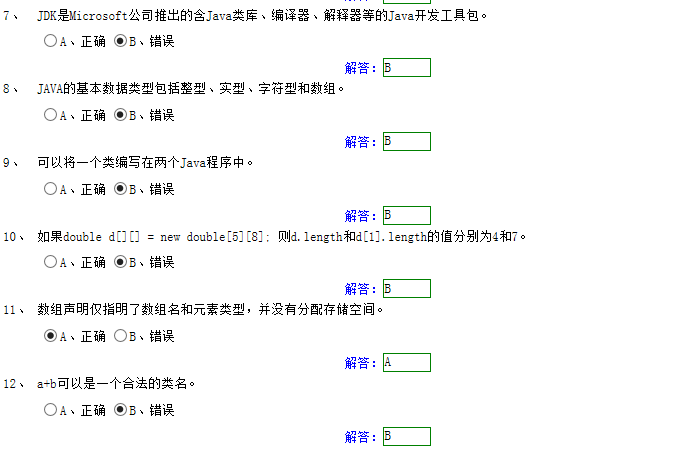 7、 JDK是Microsoft公司推出的含Java类库、编译器、解释器等的Java开发工具包。
A、正确 B、错误
解答： B
8、 JAVA的基本数据类型包括整型、实型、字符型和数组。
A、正确 B、错误
解答： B
9、 可以将一个类编写在两个Java程序中。
A、正确 B、错误
解答： B
10、 如果double d[][] = new double[5][8]; 则d.length和d[1].length的值分别为4和7。
A、正确 B、错误
解答： B
11、 数组声明仅指明了数组名和元素类型，并没有分配存储空间。
A、正确 B、错误
解答： A
12、 a+b可以是一个合法的类名。
A、正确 B、错误
解答： B